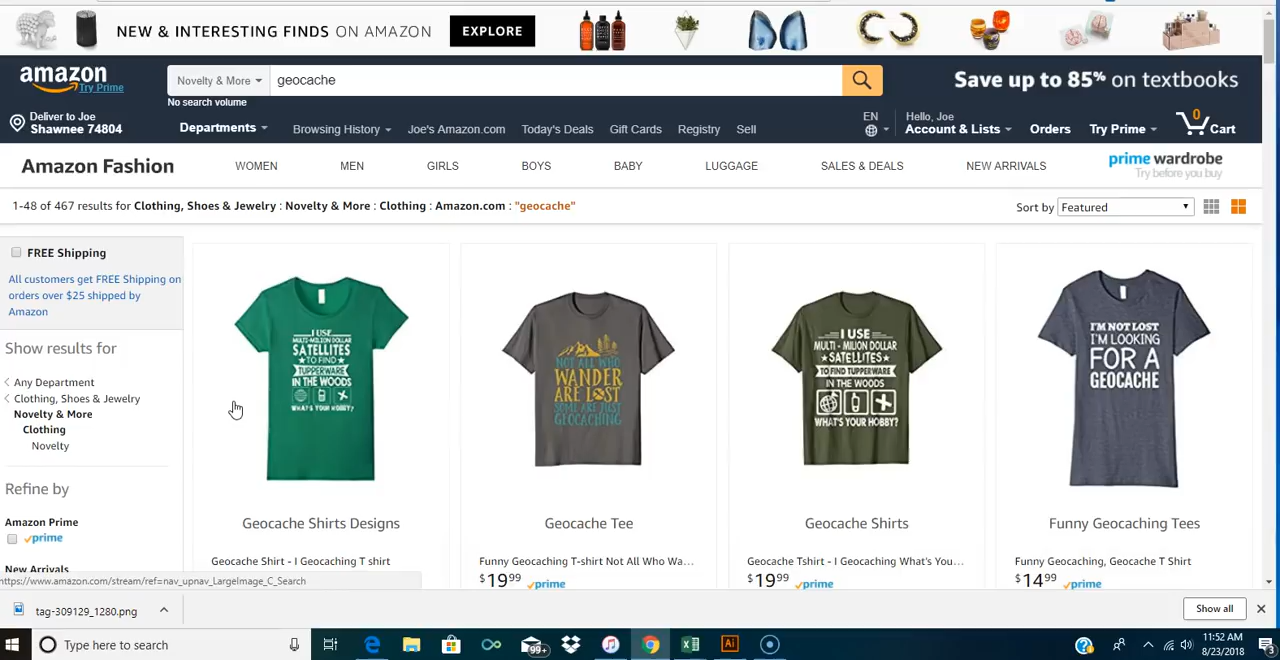 NEW & INTERESTING FINDS ON AMAZON EXPLORE
amazon
Try Prime
Novelty & More geocache
No search volume
Save up to 85% on textbooks
Deliver to Joe
Shawnee 74804
Departments Browsing History Joe's Amazon.com Today's Deals Gift Cards Registry Sell
EN
Hello, Joe
Account & Lists Orders Try Prime 0 Cart
Amazon Fashion WOMEN MEN GIRLS BOYS BABY LUGGAGE SALES & DEALS NEW ARRIVALS prime wardrobe
Try before you buy
1-48 of 467 results for Clothing, Shoes & Jewelry : Novelty & More : Clothing : Amazon.com : "geocache"
Sort by Featured
FREE Shipping
All customers get FREE Shipping on
orders over $25 shipped by
Amazon
Show results for
Any Department
Clothing, Shoes & Jewelry
Novelty & More
Clothing
Novelty
Refine by
Amazon Prime
prime
New Arrivals
I USE
MULTI-MILION DOLLAR
SATELLITES
TO FIND
TUPPERWARE
IN THE WOODS
WHAT'S YOUR HOBBY?
Geocache Shirts Designs
Geocache Shirt - I Geocaching T shirt
NOT ALL WHO
WANDER
ARE LOST
SOME ARE JUST
GEOCACHING
Geocache Tee
Funny Geocaching T-shirt Not All Who Wa...
$19.99 prime
I USE
MULTI - MILION DOLLAR
SATELLITES
TO FIND TUPPERWARE
IN THE WOODS
WHAT'S YOUR HOBBY?
Geocache Shirts
Geocache Tshirt - I Geocaching What's You...
$19.99 prime
I'M NOT LOST
I'M LOOKING
FOR A
GEOCACHE
Funny Geocaching Tees
Funny Geocaching, Geocache T Shirt
$14.99 prime
https://www.amazon.com/stream/ref=nav_upnav_LargeImage_C_Search
tag-309129_1280.png
Show all
Type here to search
99+
Ai
11:52 AM
8/23/2018
3